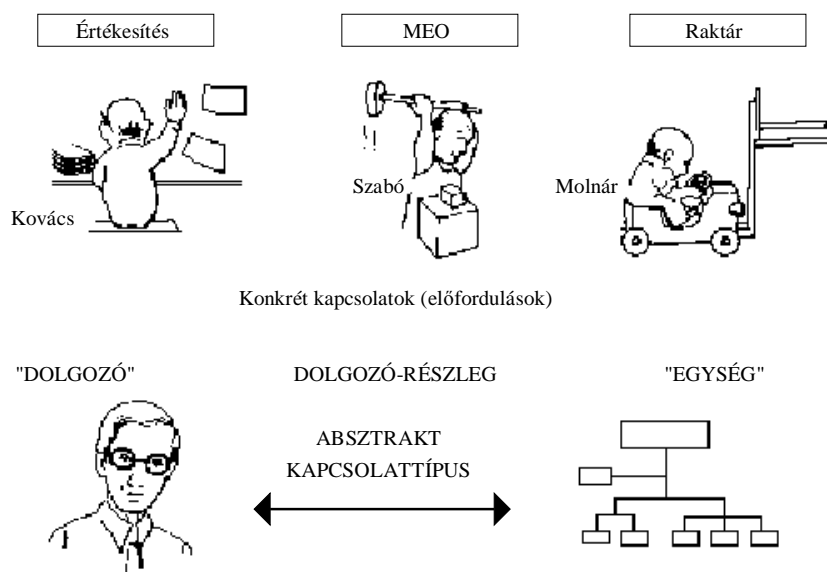 Értékesítés
MEO
Raktár
Kovács
Szabó
Molnár
Konkrét kapcsolatok (előfordulások)
"DOLGOZÓ"
DOLGOZÓ-RÉSZLEG
"EGYSÉG"
ABSZTRAKT
KAPCSOLATTÍPUS